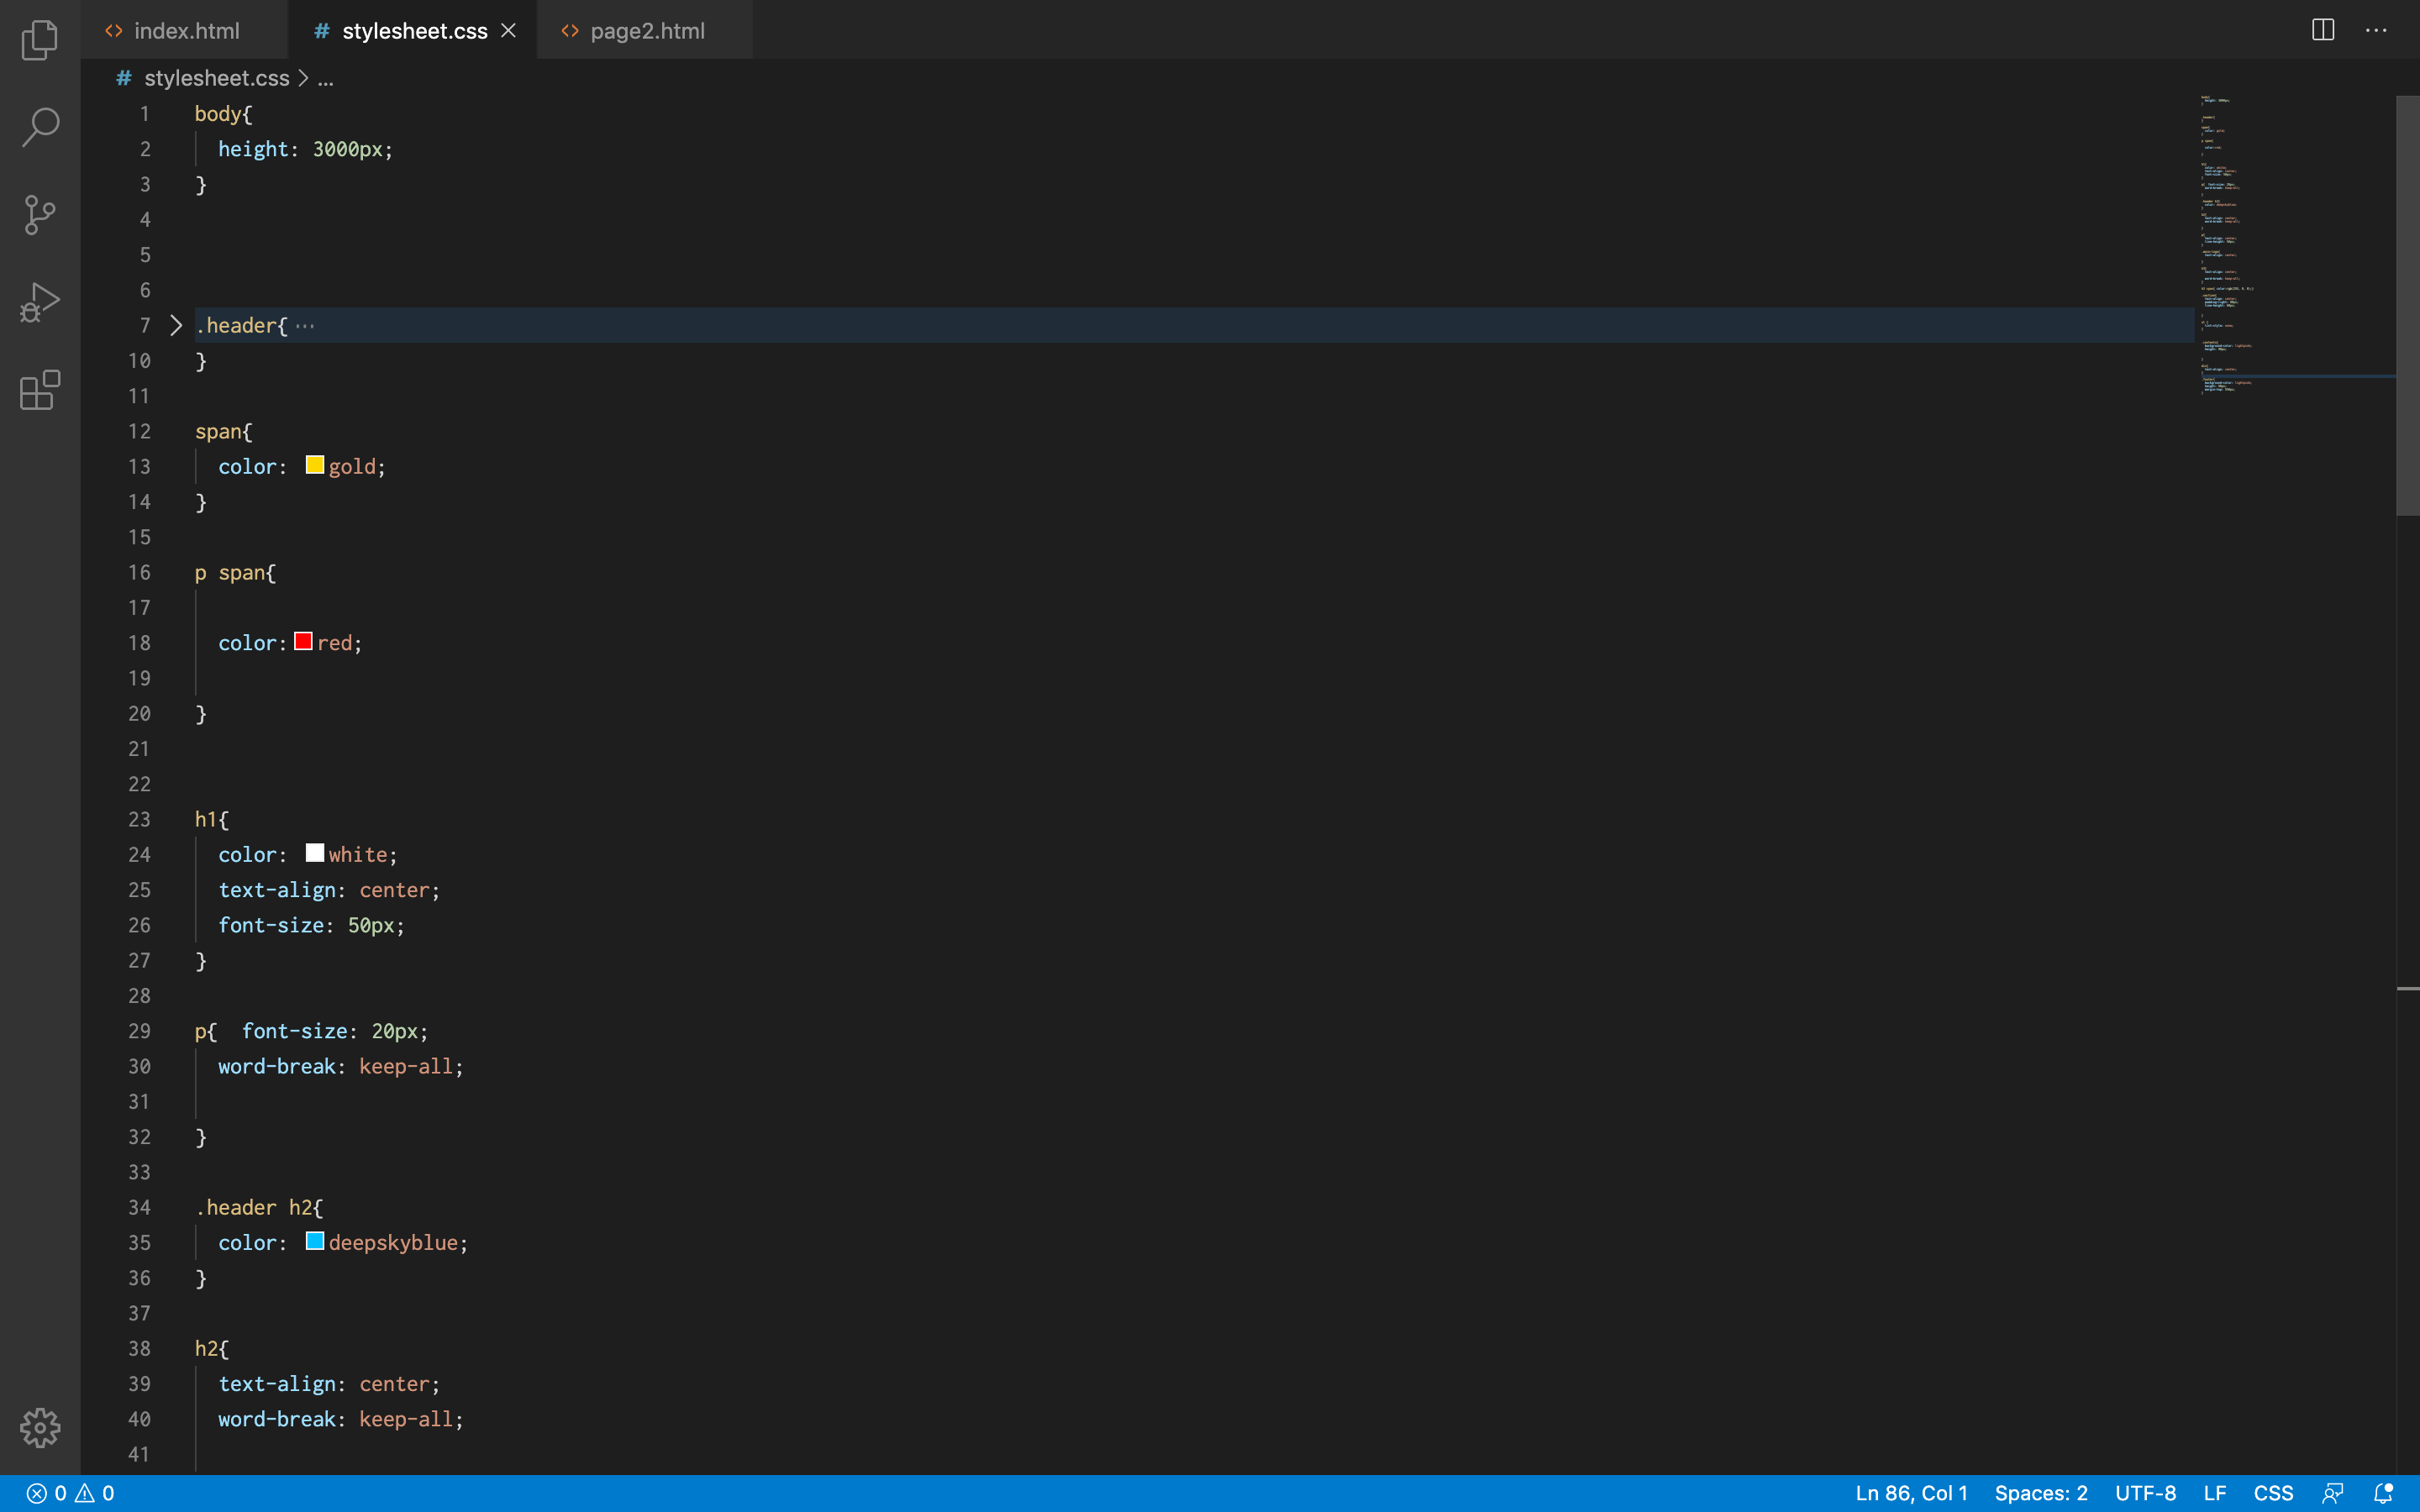 index.html
# stylesheet.css
page2.html
# stylesheet.css > ...
1 body{
2 height: 3000px;
3 }
4
5
6
7 .header{ ...
10 }
11
12 span{
13 color: gold;
14 }
15
16 p span{
17
18 color: red;
19
20 }
21
22
23 h1{
24 color: white;
25 text-align: center;
26 font-size: 50px;
27 }
28
29 p{ font-size: 20px;
30 word-break: keep-all;
31
32 }
33
34 .header h2{
35 color: deepskyblue;
36 }
37
38 h2{
39 text-align: center;
40 word-break: keep-all;
41
0 0
Ln 86, Col 1 Spaces: 2 UTF-8 LF CSS